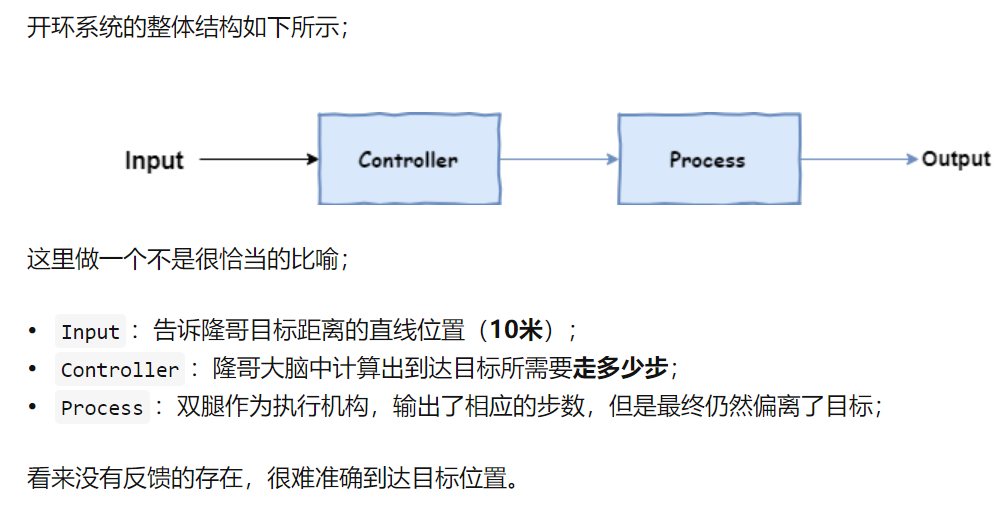 开环系统的整体结构如下所示；
Input Controller Process Output
这里做一个不是很恰当的比喻；
• Input ：告诉隆哥目标距离的直线位置（10米）；
• Controller ：隆哥大脑中计算出到达目标所需要走多少步；
• Process ：双腿作为执行机构，输出了相应的步数，但是最终仍然偏离了目标；
看来没有反馈的存在，很难准确到达目标位置。